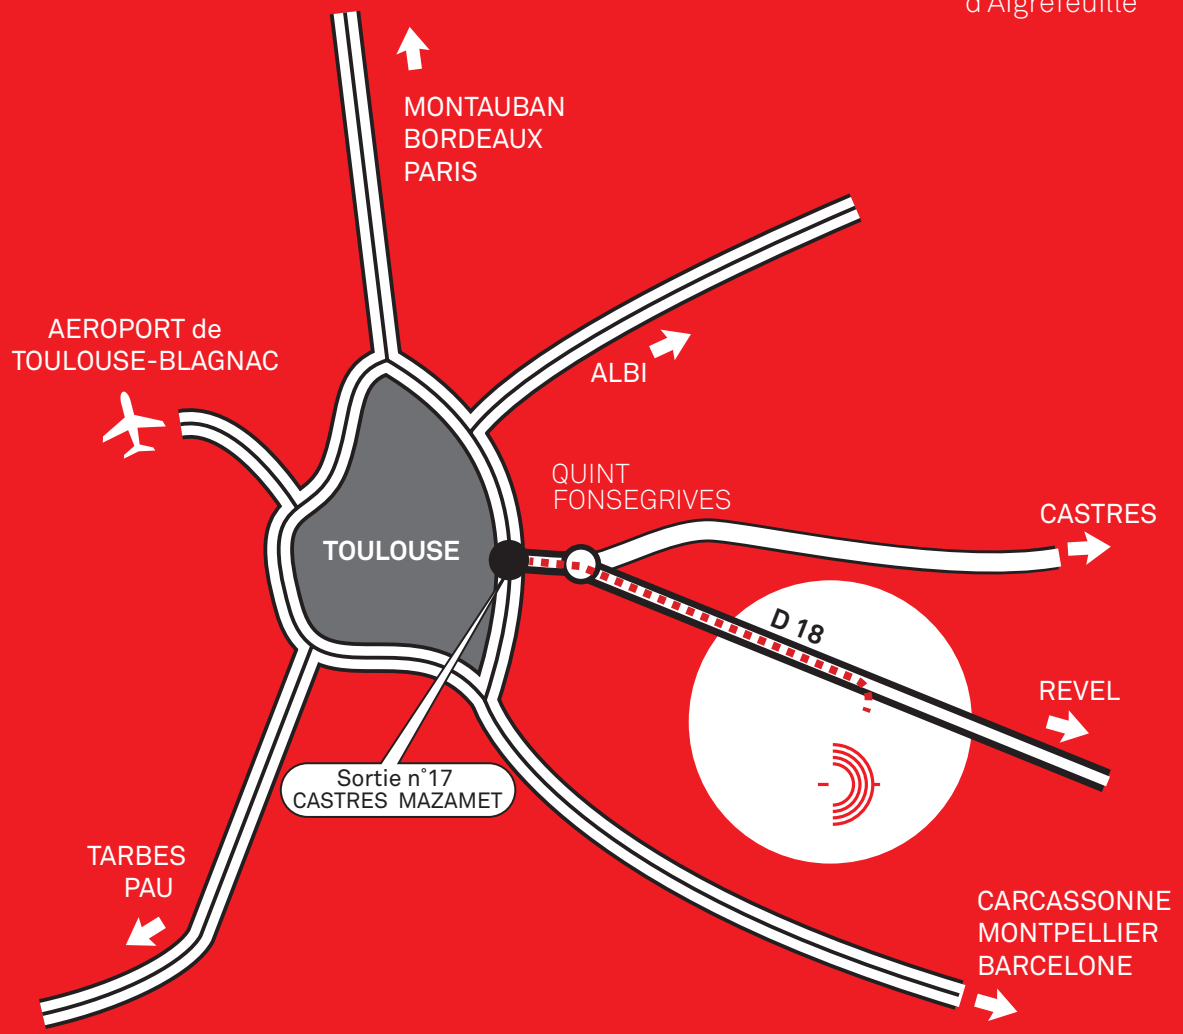 d'Aigrefeuille
MONTAUBAN
BORDEAUX
PARIS
AEROPORT de
TOULOUSE-BLAGNAC
ALBI
QUINT
FONSEGRIVES
CASTRES
TOULOUSE
D 18
REVEL
Sortie n°17
CASTRES MAZAMET
TARBES
PAU
CARCASSONNE
MONTPELLIER
BARCELONE